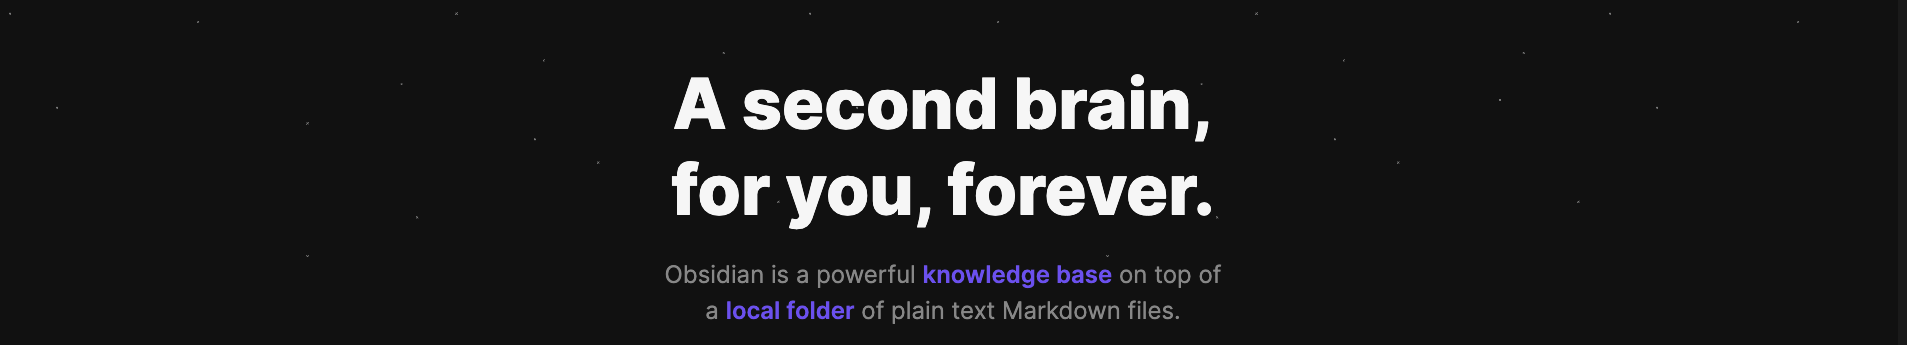 A second brain,
for you, forever.
Obsidian is a powerful knowledge base on top of
a local folder of plain text Markdown files.